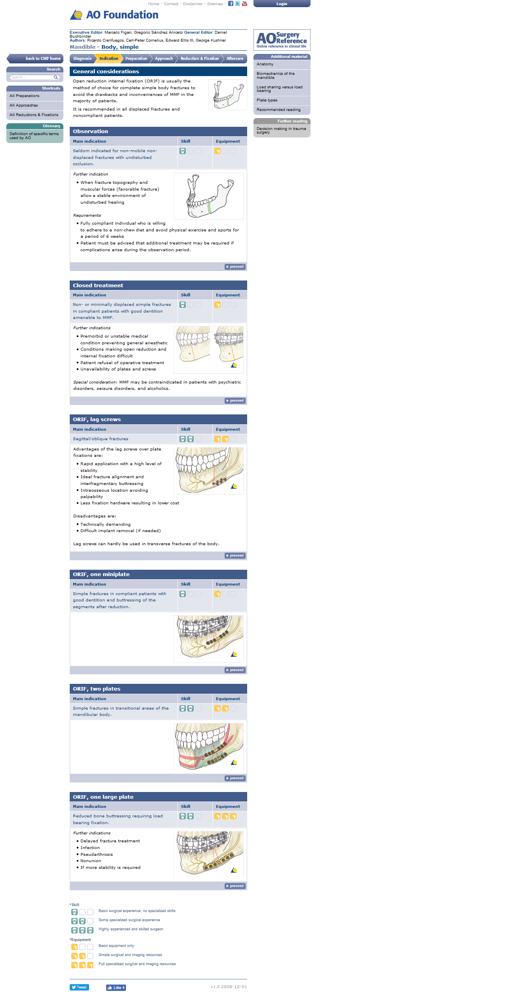 Home · Contact · Disclaimer · Sitemap ·
Login
AO Foundation
Executive Editor: Marcelo Figari, Gregorio Sánchez Aniceto General Editor: Daniel
Buchbinder
Authors: Ricardo Cienfuegos, Carl-Peter Cornelius, Edward Ellis III, George Kushner
Mandible - Body, simple
AO Surgery
Reference
Online reference in clinical life
back to CMF home
Diagnosis Indication Preparation Approach Reduction & Fixation Aftercare
Search
search...
Shortcuts
All Preparations
All Approaches
All Reductions & Fixations
Glossary
Definition of specific terms
used by AO
Additional material
Anatomy
Biomechanics of the
mandible
Load sharing versus load
bearing
Plate types
Recommended reading
Further reading
Decision making in trauma
surgery
General considerations
Open reduction internal fixation (ORIF) is usually the
method of choice for complete simple body fractures to
avoid the drawbacks and inconveniences of MMF in the
majority of patients.
It is recommended in all displaced fractures and
noncompliant patients.
Observation
Main indication Skill Equipment
Seldom indicated for non-mobile non-
displaced fractures with undisturbed
occlusion.
Further indication
• When fracture topography and
muscular forces (favorable fracture)
allow a stable environment of
undisturbed healing
Requirements
• Fully compliant individual who is willing
to adhere to a non-chew diet and avoid physical exercise and sports for
a period of 6 weeks
• Patient must be advised that additional treatment may be required if
complications arise during the observation period.
proceed
Closed treatment
Main indication Skill Equipment
Non- or minimally displaced simple fractures
in compliant patients with good dentition
amenable to MMF.
Further indications
• Premorbid or unstable medical
condition preventing general anesthetic
• Conditions making open reduction and
internal fixation difficult
• Patient refusal of operative treatment
• Unavailability of plates and screws
Special consideration: MMF may be contraindicated in patients with psychiatric
disorders, seizure disorders, and alcoholics.
proceed
ORIF, lag screws
Main indication Skill Equipment
Sagittal/oblique fractures
Advantages of the lag screws over plate
fixations are:
• Rapid application with a high level of
stability
• Ideal fracture alignment and
interfragmentary buttressing
• Intraosseous location avoiding
palpability
• Less fixation hardware resulting in lower cost
Disadvantages are:
• Technically demanding
• Difficult implant removal (if needed)
Lag screws can hardly be used in transverse fractures of the body.
proceed
ORIF, one miniplate
Main indication Skill Equipment
Simple fractures in compliant patients with
good dentition and buttressing of the
segments after reduction.
proceed
ORIF, two plates
Main indication Skill Equipment
Simple fractures in transitional areas of the
mandibular body.
proceed
ORIF, one large plate
Main indication Skill Equipment
Reduced bone buttressing requiring load
bearing fixation.
Further indications
• Delayed fracture treatment
• Infection
• Pseudarthrosis
• Nonunion
• If more stability is required
proceed
*Skill
Basic surgical experience, no specialized skills
Some specialized surgical experience
Highly experienced and skilled surgeon
*Equipment
Basic equipment only
Simple surgical and imaging resources
Full specialized surgical and imaging resources
Tweet
Like 4
v1.0 2008-12-01